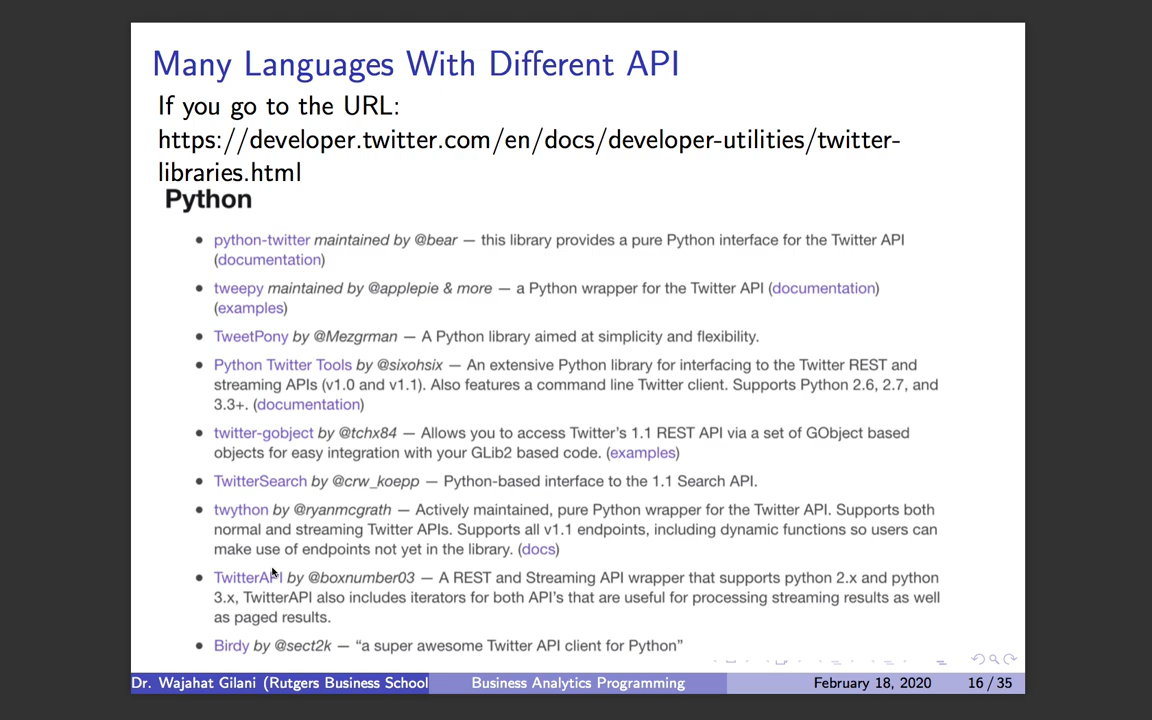 Many Languages With Different API
If you go to the URL:
https://developer.twitter.com/en/docs/developer-utilities/twitter-
libraries.html
Python
• python-twitter maintained by @bear — this library provides a pure Python interface for the Twitter API
(documentation)
• tweepy maintained by @applepie & more — a Python wrapper for the Twitter API (documentation)
(examples)
• TweetPony by @Mezgrman — A Python library aimed at simplicity and flexibility.
• Python Twitter Tools by @sixohsix — An extensive Python library for interfacing to the Twitter REST and
streaming APIs (v1.0 and v1.1). Also features a command line Twitter client. Supports Python 2.6, 2.7, and
3.3+. (documentation)
• twitter-gobject by @tchx84 — Allows you to access Twitter's 1.1 REST API via a set of GObject based
objects for easy integration with your GLib2 based code. (examples)
• TwitterSearch by @crw_koepp — Python-based interface to the 1.1 Search API.
• twython by @ryanmcgrath — Actively maintained, pure Python wrapper for the Twitter API. Supports both
normal and streaming Twitter APIs. Supports all v1.1 endpoints, including dynamic functions so users can
make use of endpoints not yet in the library. (docs)
• TwitterAPI by @boxnumber03 — A REST and Streaming API wrapper that supports python 2.x and python
3.x, TwitterAPI also includes iterators for both API's that are useful for processing streaming results as well
as paged results.
• Birdy by @sect2k — “a super awesome Twitter API client for Python”
Dr. Wajahat Gilani (Rutgers Business School Business Analytics Programming February 18, 2020 16 / 35